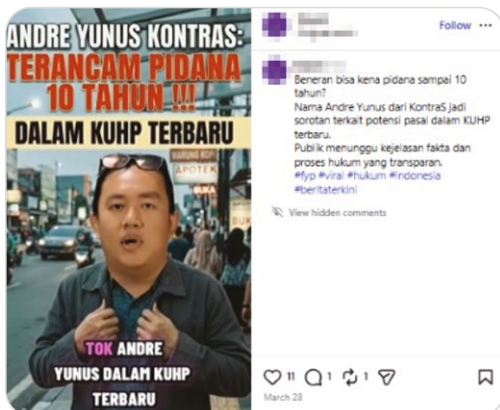 ANDRE YUNUS KONTRAS:
TERANCAM PIDANA
10 TAHUN !!!
DALAM KUHP TERBARU
WARUNG KOPI
APOTEK
BUKA
TOK ANDRE
YUNUS DALAM KUHP
TERBARU
Follow
Beneran bisa kena pidana sampai 10
tahun?
Nama Andre Yunus dari KontraS jadi
sorotan terkait potensi pasal dalam KUHP
terbaru.
Publik menunggu kejelasan fakta dan
proses hukum yang transparan.
#fyp #viral #hukum #indonesia
#beritaterkini
View hidden comments
11
1
1
March 28